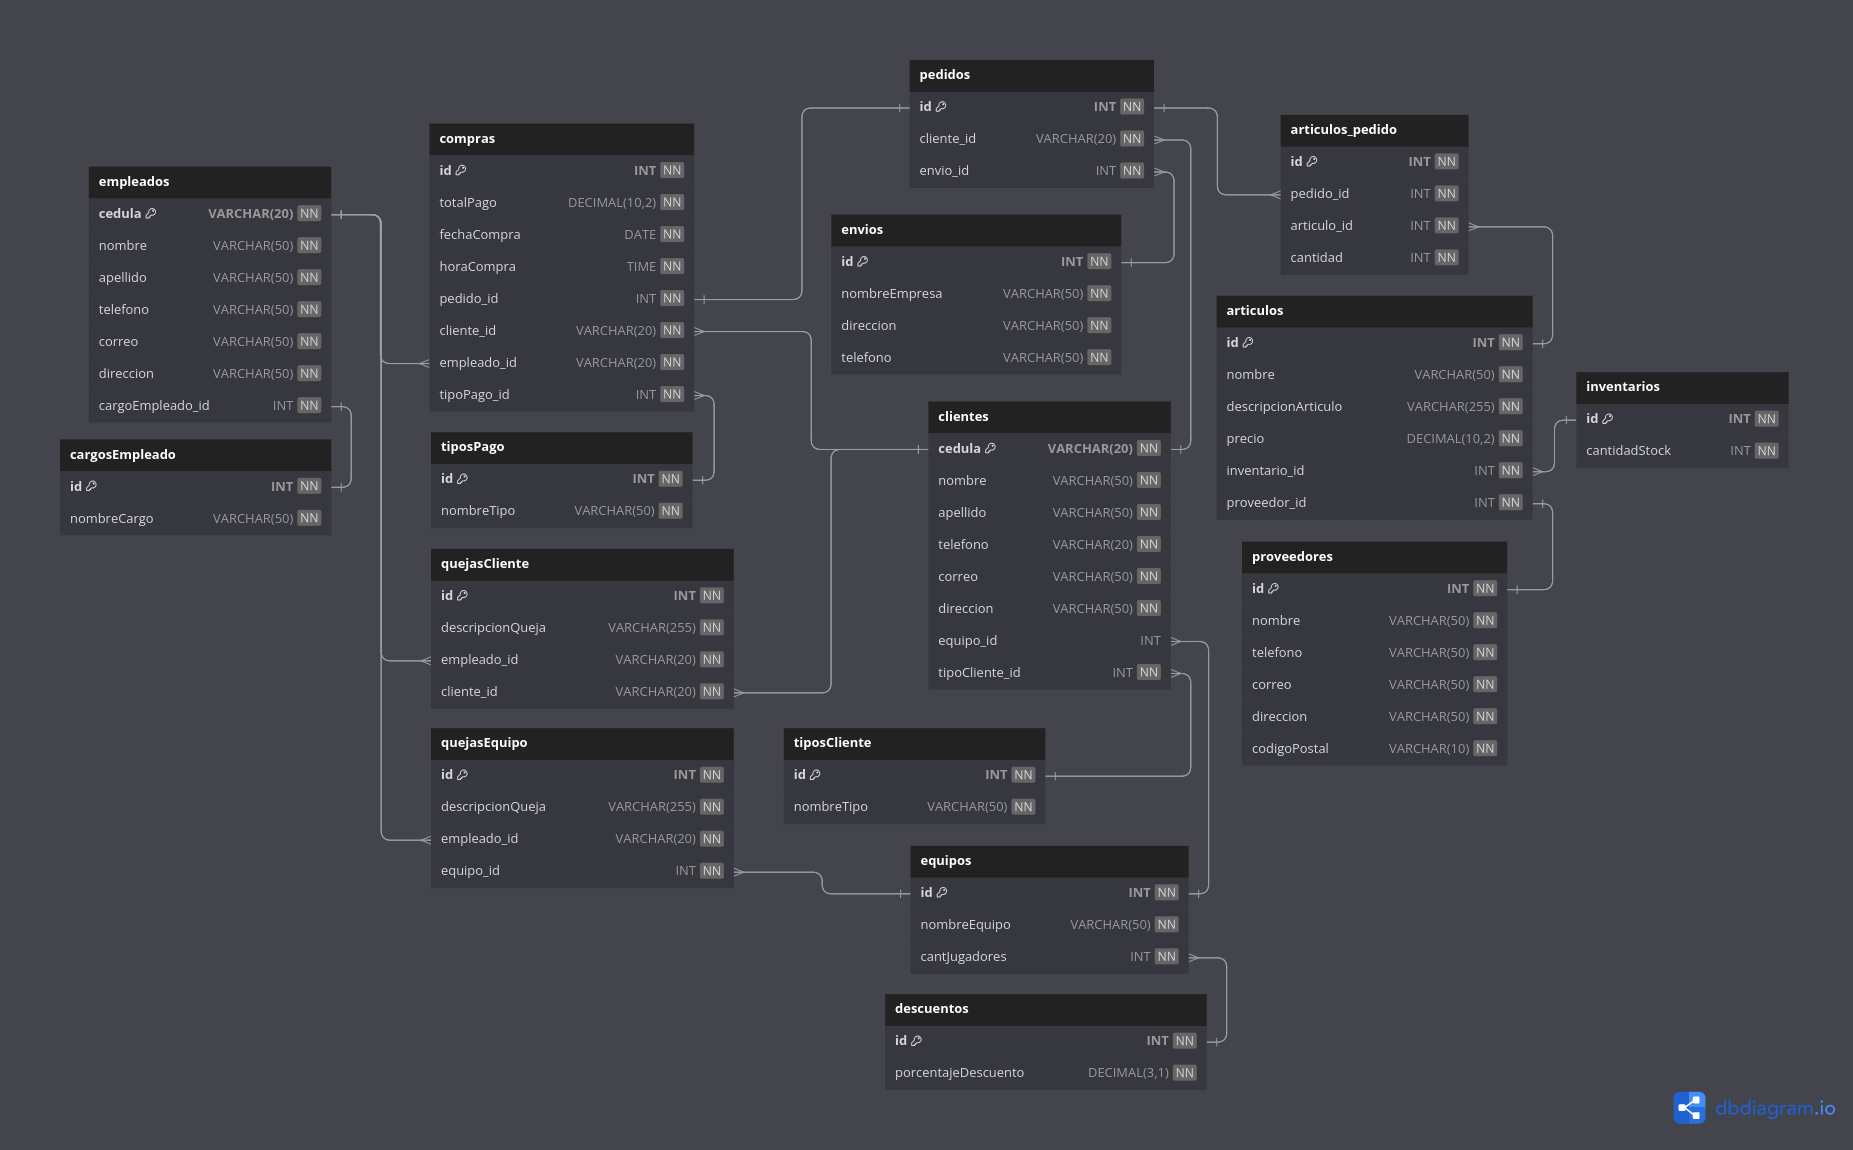 pedidos
id INT NN
cliente_id VARCHAR(20) NN
envio_id INT NN
articulos_pedido
id INT NN
pedido_id INT NN
articulo_id INT NN
cantidad INT NN
compras
id INT NN
totalPago DECIMAL(10,2) NN
fechaCompra DATE NN
horaCompra TIME NN
pedido_id INT NN
cliente_id VARCHAR(20) NN
empleado_id VARCHAR(20) NN
tipoPago_id INT NN
empleados
cedula VARCHAR(20) NN
nombre VARCHAR(50) NN
apellido VARCHAR(50) NN
telefono VARCHAR(50) NN
correo VARCHAR(50) NN
direccion VARCHAR(50) NN
cargoEmpleado_id INT NN
envios
id INT NN
nombreEmpresa VARCHAR(50) NN
direccion VARCHAR(50) NN
telefono VARCHAR(50) NN
articulos
id INT NN
nombre VARCHAR(50) NN
descripcionArticulo VARCHAR(255) NN
precio DECIMAL(10,2) NN
inventario_id INT NN
proveedor_id INT NN
inventarios
id INT NN
cantidadStock INT NN
clientes
cedula VARCHAR(20) NN
nombre VARCHAR(50) NN
apellido VARCHAR(50) NN
telefono VARCHAR(20) NN
correo VARCHAR(50) NN
direccion VARCHAR(50) NN
equipo_id INT
tipoCliente_id INT NN
cargosEmpleado
id INT NN
nombreCargo VARCHAR(50) NN
tiposPago
id INT NN
nombreTipo VARCHAR(50) NN
quejasCliente
id INT NN
descripcionQueja VARCHAR(255) NN
empleado_id VARCHAR(20) NN
cliente_id VARCHAR(20) NN
proveedores
id INT NN
nombre VARCHAR(50) NN
telefono VARCHAR(50) NN
correo VARCHAR(50) NN
direccion VARCHAR(50) NN
codigoPostal VARCHAR(10) NN
quejasEquipo
id INT NN
descripcionQueja VARCHAR(255) NN
empleado_id VARCHAR(20) NN
equipo_id INT NN
tiposCliente
id INT NN
nombreTipo VARCHAR(50) NN
equipos
id INT NN
nombreEquipo VARCHAR(50) NN
cantJugadores INT NN
descuentos
id INT NN
porcentajeDescuento DECIMAL(3,1) NN
dbdiagram.io